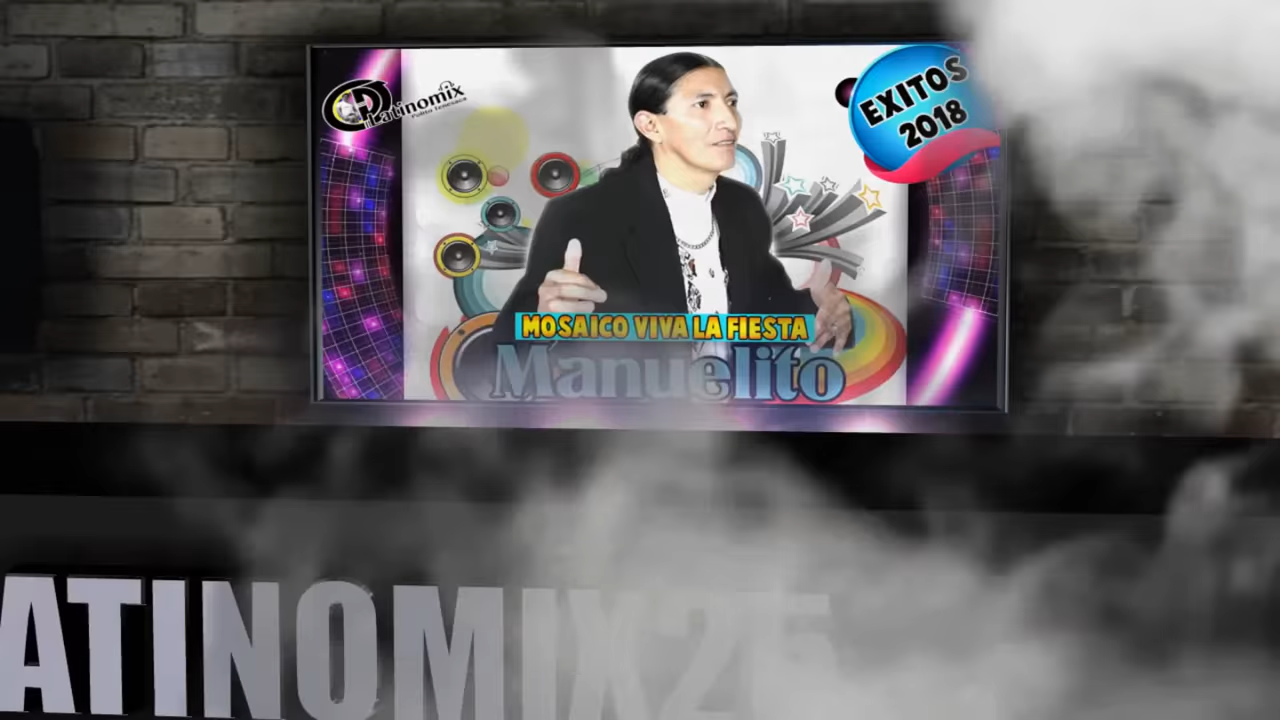 Latinomix
EXITOS
2018
MOSAICO VIVA LA FIESTA
Manuelito
ATINOMIX25